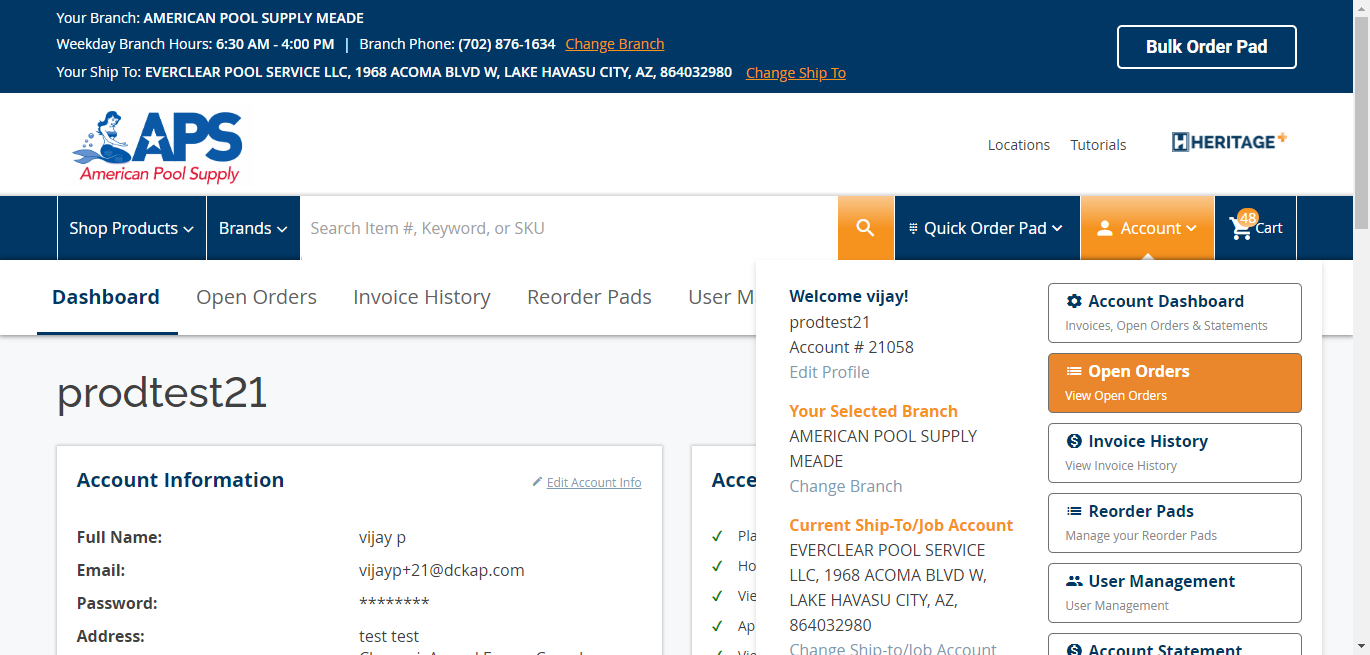 Your Branch: AMERICAN POOL SUPPLY MEADE
Weekday Branch Hours: 6:30 AM - 4:00 PM | Branch Phone: (702) 876-1634 Change Branch
Your Ship To: EVERCLEAR POOL SERVICE LLC, 1968 ACOMA BLVD W, LAKE HAVASU CITY, AZ, 864032980 Change Ship To
Bulk Order Pad
APS
American Pool Supply
Locations
Tutorials
HERITAGE+
Shop Products
Brands
Search Item #, Keyword, or SKU
Quick Order Pad
Account
48
Cart
Dashboard
Open Orders
Invoice History
Reorder Pads
User M
prodtest21
Account Information
Edit Account Info
Full Name: vijay p
Email: vijayp+21@dckap.com
Password: ********
Address: test test
Acce
Pla
Ho
Vie
Ap
Welcome vijay!
prodtest21
Account # 21058
Edit Profile
Your Selected Branch
AMERICAN POOL SUPPLY
MEADE
Change Branch
Current Ship-To/Job Account
EVERCLEAR POOL SERVICE
LLC, 1968 ACOMA BLVD W,
LAKE HAVASU CITY, AZ,
864032980
Change Ship-to/Job Account
Account Dashboard
Invoices, Open Orders & Statements
Open Orders
View Open Orders
Invoice History
View Invoice History
Reorder Pads
Manage your Reorder Pads
User Management
User Management
Account Statement